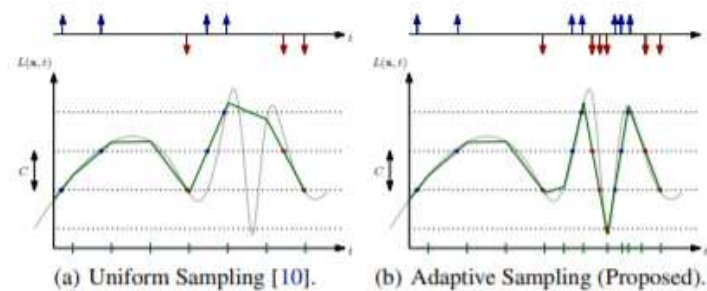 t
t
L(u, t)
L(u, t)
C
C
t
t
(a) Uniform Sampling [10].
(b) Adaptive Sampling (Proposed).